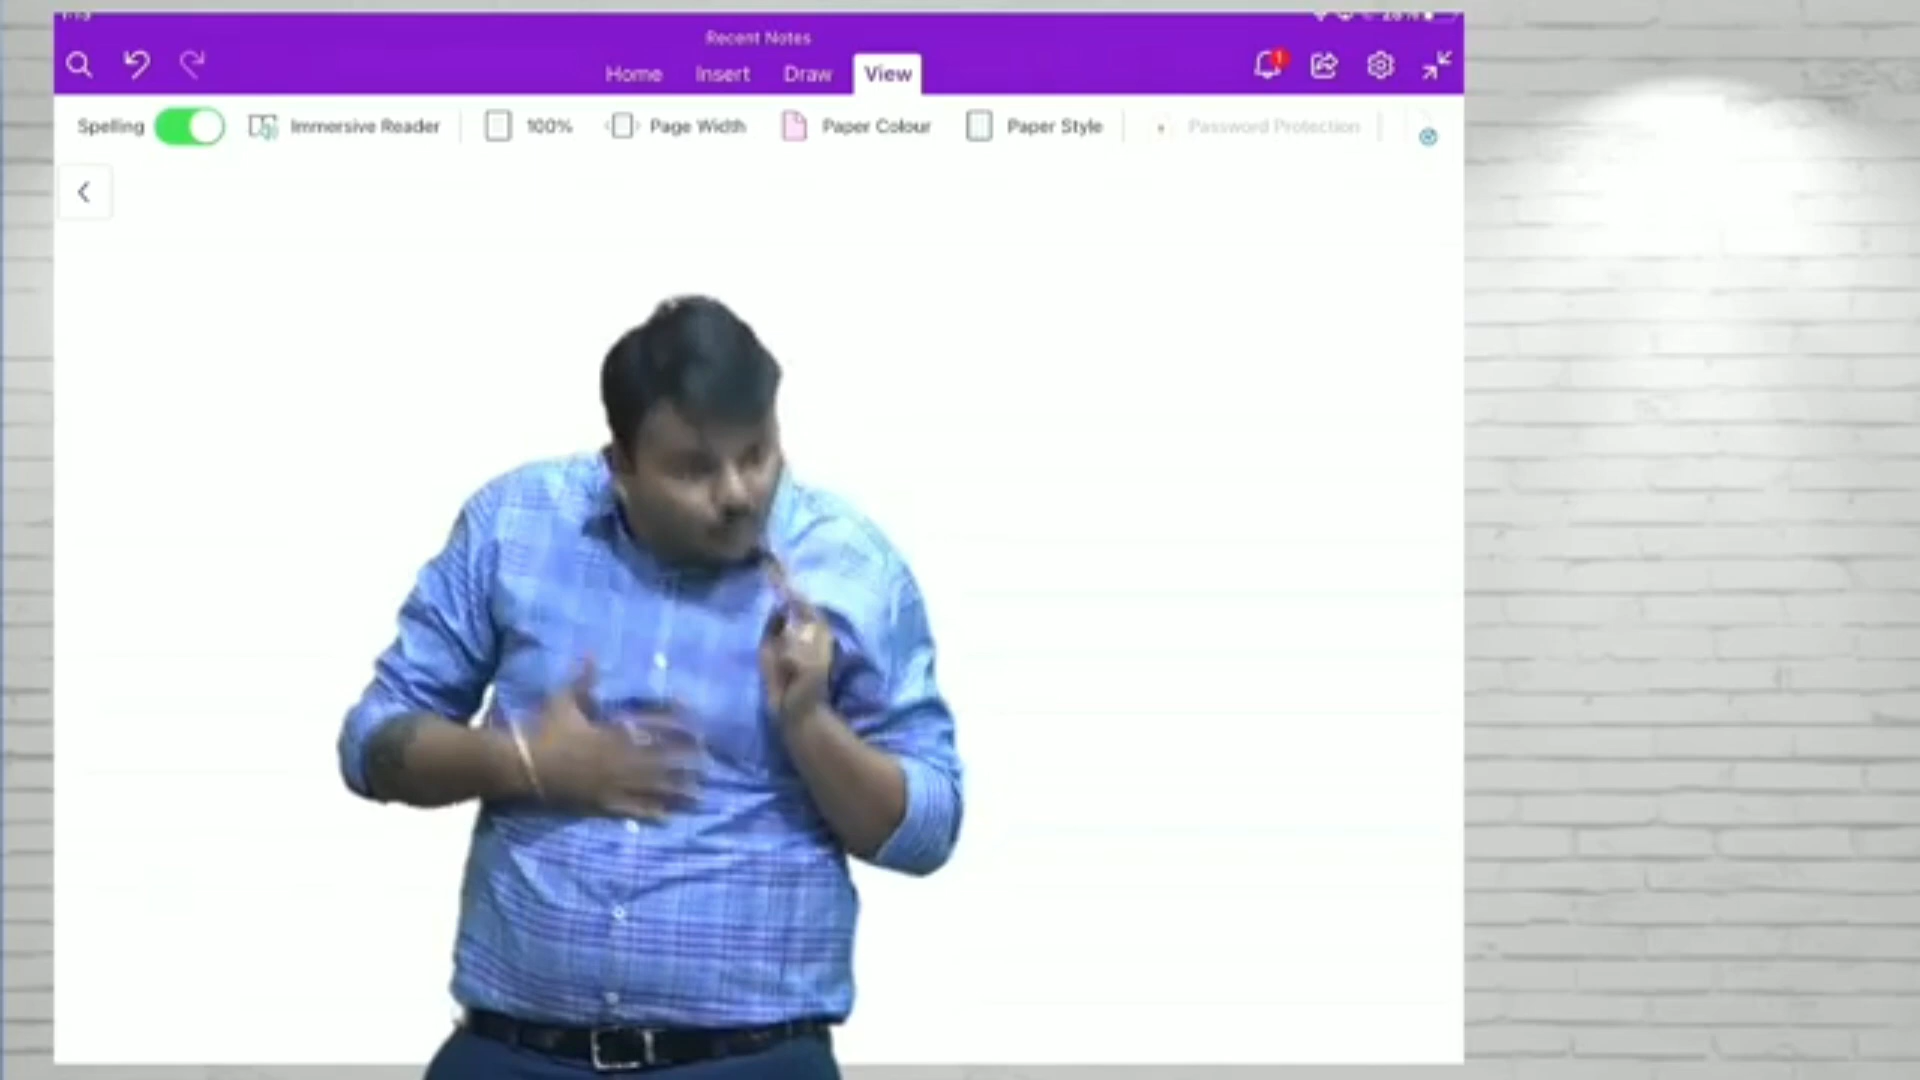 Recent Notes
Home Insert Draw View
Spelling Immersive Reader 100% Page Width Paper Colour Paper Style Password Protection